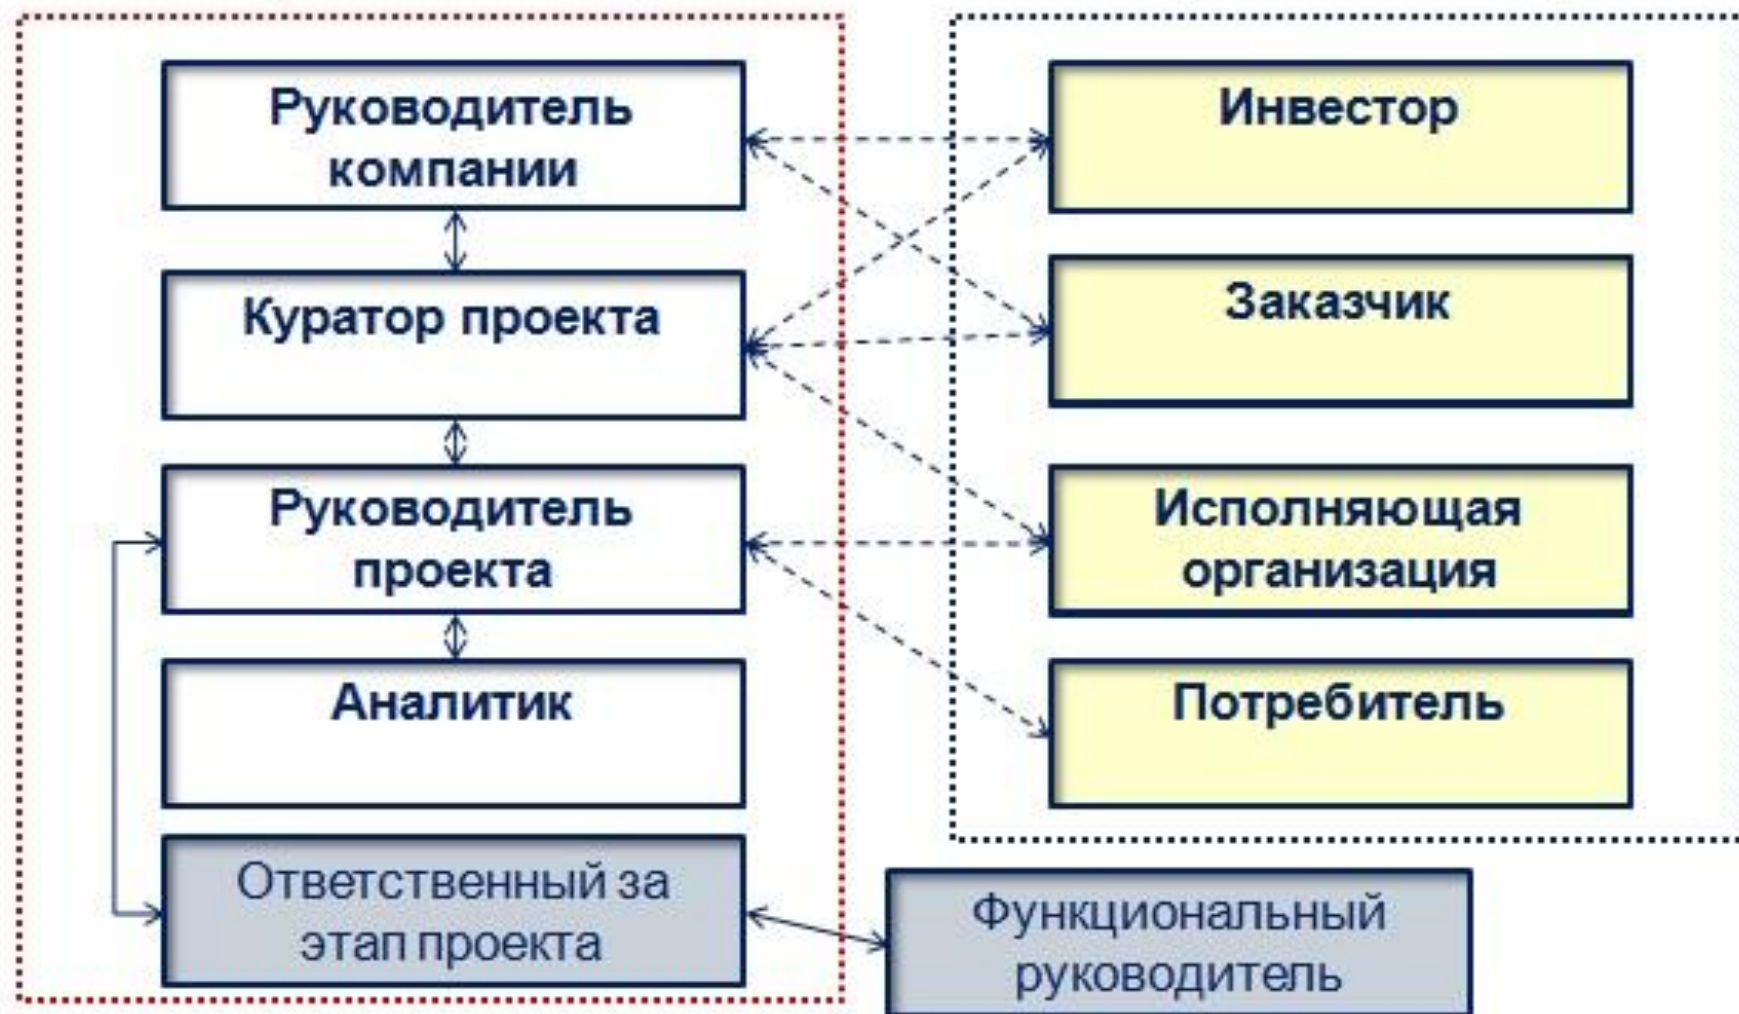 Руководитель
компании
Куратор проекта
Руководитель
проекта
Аналитик
Ответственный за
этап проекта
Инвестор
Заказчик
Исполняющая
организация
Потребитель
Функциональный
руководитель